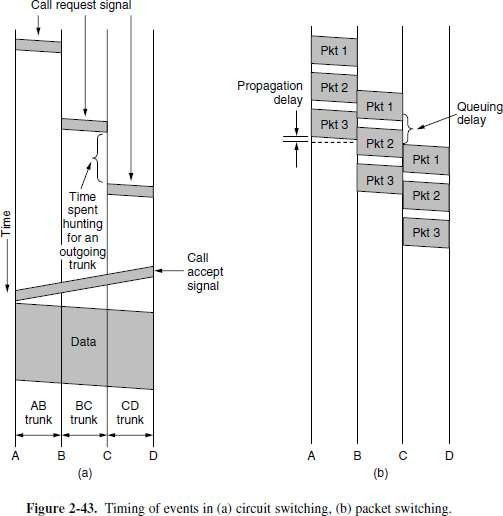 Call request signal
Time
Time
spent
hunting
for an
outgoing
trunk
Call
accept
signal
Data
AB
trunk
BC
trunk
CD
trunk
A
B
C
D
(a)
Propagation
delay
Pkt 1
Pkt 2
Pkt 3
Pkt 1
Pkt 2
Pkt 3
Queuing
delay
Pkt 1
Pkt 2
Pkt 3
A
B
C
D
(b)
Figure 2-43. Timing of events in (a) circuit switching, (b) packet switching.